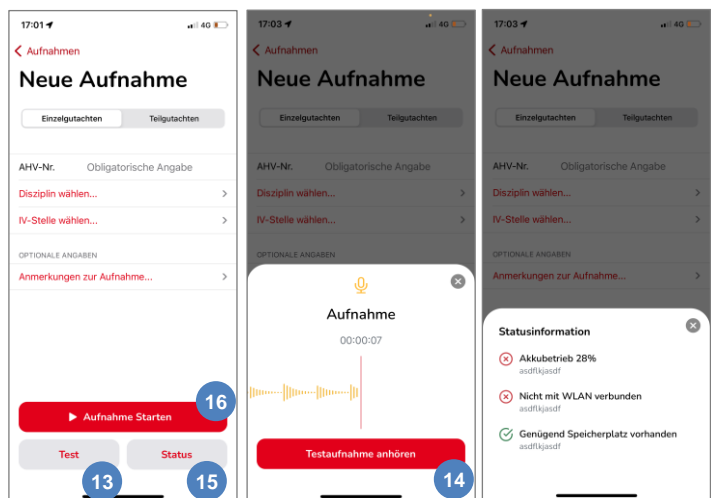 17:01 4G
Aufnahmen
Neue Aufnahme
Einzelgutachten Teilgutachten
AHV-Nr. Obligatorische Angabe
Disziplin wählen...
IV-Stelle wählen...
OPTIONALE ANGABEN
Anmerkungen zur Aufnahme...
16
Aufnahme Starten
Test Status
13 15
17:03 4G
Aufnahmen
Neue Aufnahme
Einzelgutachten Teilgutachten
AHV-Nr. Obligatorische Angabe
Disziplin wählen...
IV-Stelle wählen...
OPTIONALE ANGABEN
Aufnahme
00:00:07
Testaufnahme anhören
14
17:03 4G
Aufnahmen
Neue Aufnahme
Einzelgutachten Teilgutachten
AHV-Nr. Obligatorische Angabe
Disziplin wählen...
IV-Stelle wählen...
OPTIONALE ANGABEN
Anmerkungen zur Aufnahme...
Statusinformation
Akkubetrieb 28%
asdflkjasdf
Nicht mit WLAN verbunden
asdflkjasdf
Genügend Speicherplatz vorhanden
asdflkjasdf